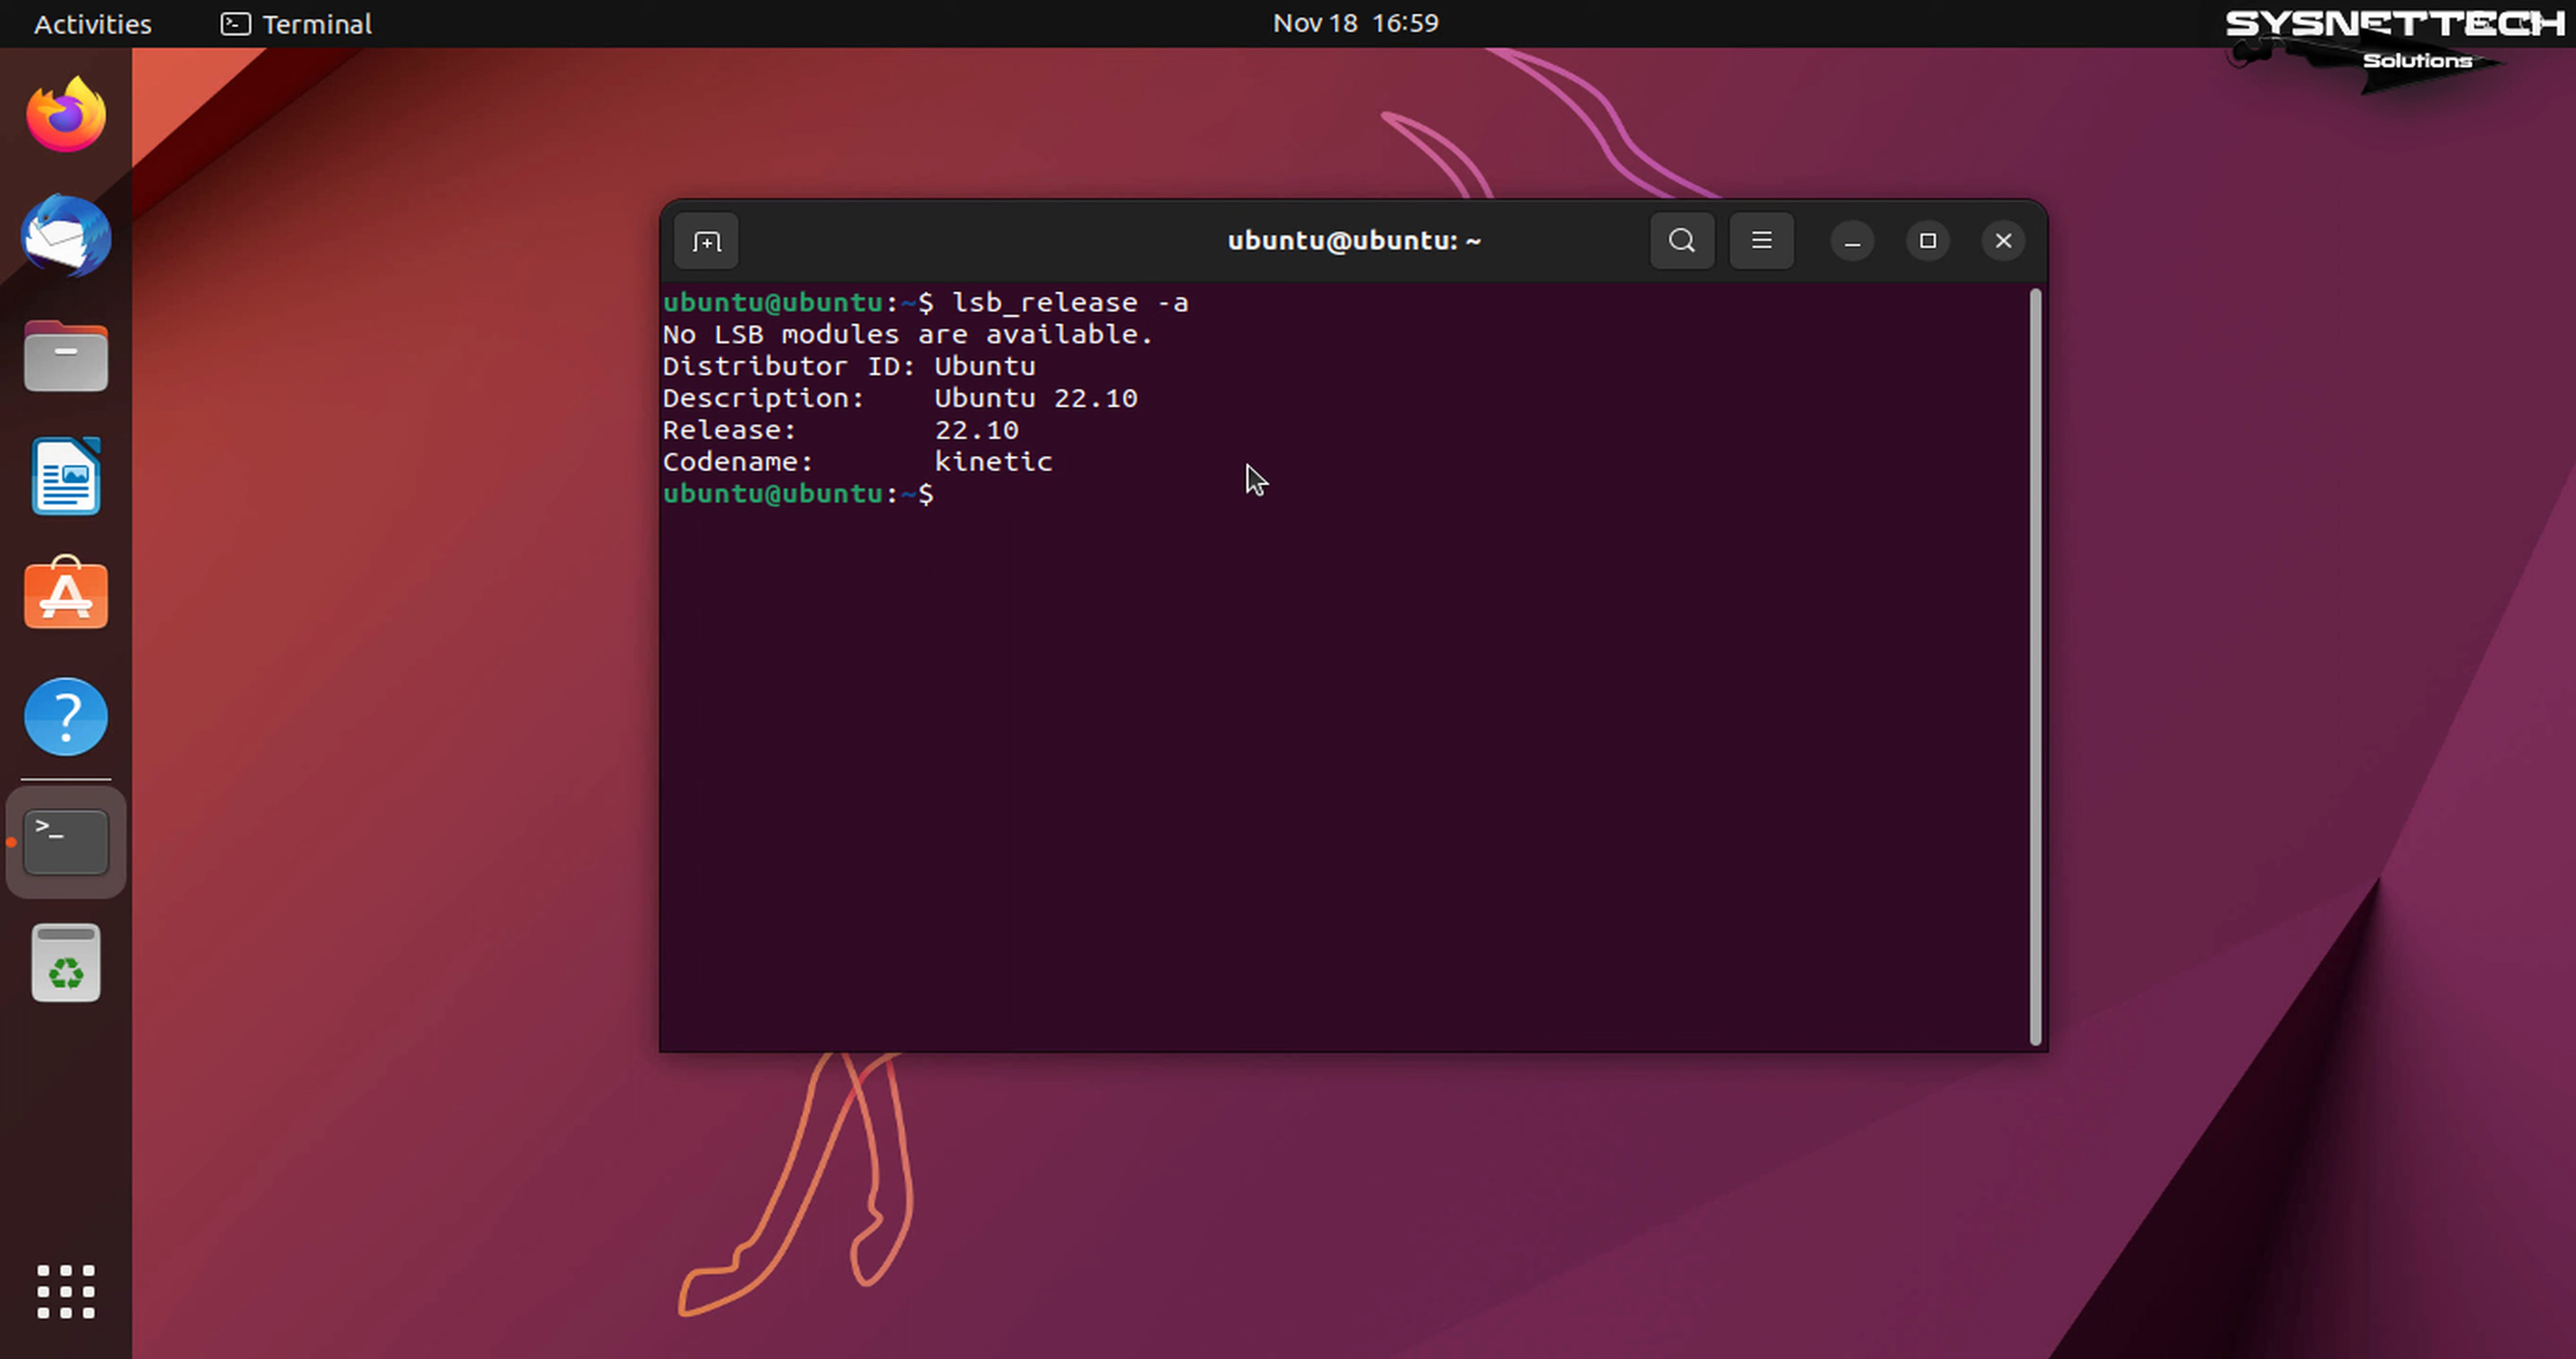 Activities
Terminal
Nov 18 16:59
SYSNETTECH
Solutions
ubuntu@ubuntu: ~
ubuntu@ubuntu:~$ lsb_release -a
No LSB modules are available.
Distributor ID: Ubuntu
Description: Ubuntu 22.10
Release: 22.10
Codename: kinetic
ubuntu@ubuntu:~$